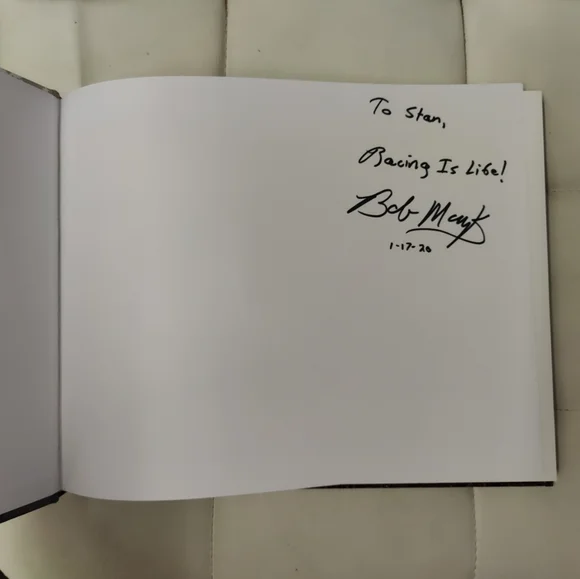 To Stan,
Racing Is Life!
Bob
1-17-20